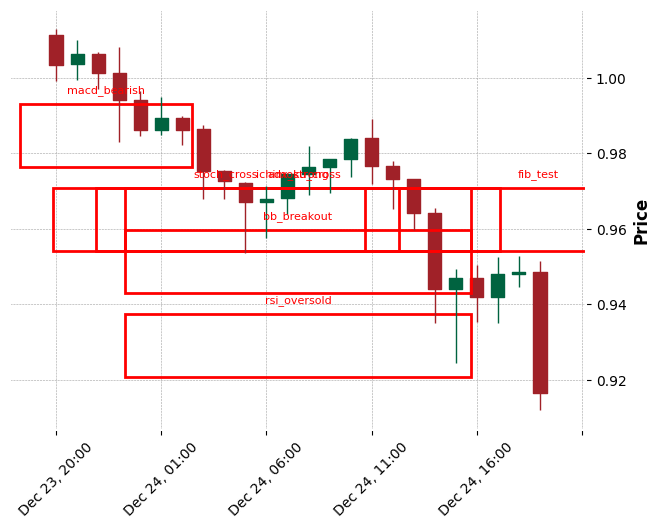 macd_bearish
fib_test
bb_breakout
rsi_oversold
1.00
0.98
0.96
0.94
0.92
Price
Dec 23, 20:00
Dec 24, 01:00
Dec 24, 06:00
Dec 24, 11:00
Dec 24, 16:00